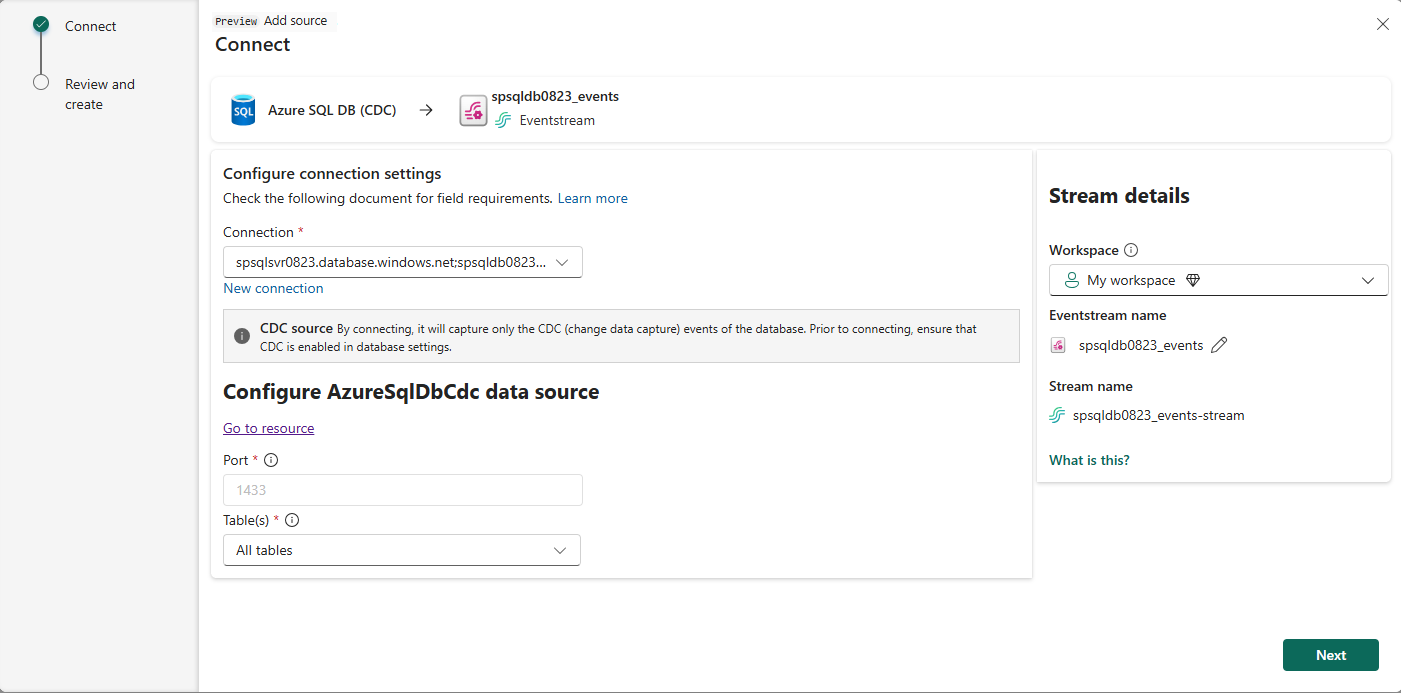 Connect
Review and
create
Preview Add source
Connect
SQL
Azure SQL DB (CDC)
spsqldb0823_events
Eventstream
Configure connection settings
Check the following document for field requirements. Learn more
Connection *
spsqlsvr0823.database.windows.net;spsqldb0823...
New connection
CDC source By connecting, it will capture only the CDC (change data capture) events of the database. Prior to connecting, ensure that
CDC is enabled in database settings.
Configure AzureSqlDbCdc data source
Go to resource
Port *
1433
Table(s) *
All tables
Stream details
Workspace
My workspace
Eventstream name
spsqldb0823_events
Stream name
spsqldb0823_events-stream
What is this?
Next